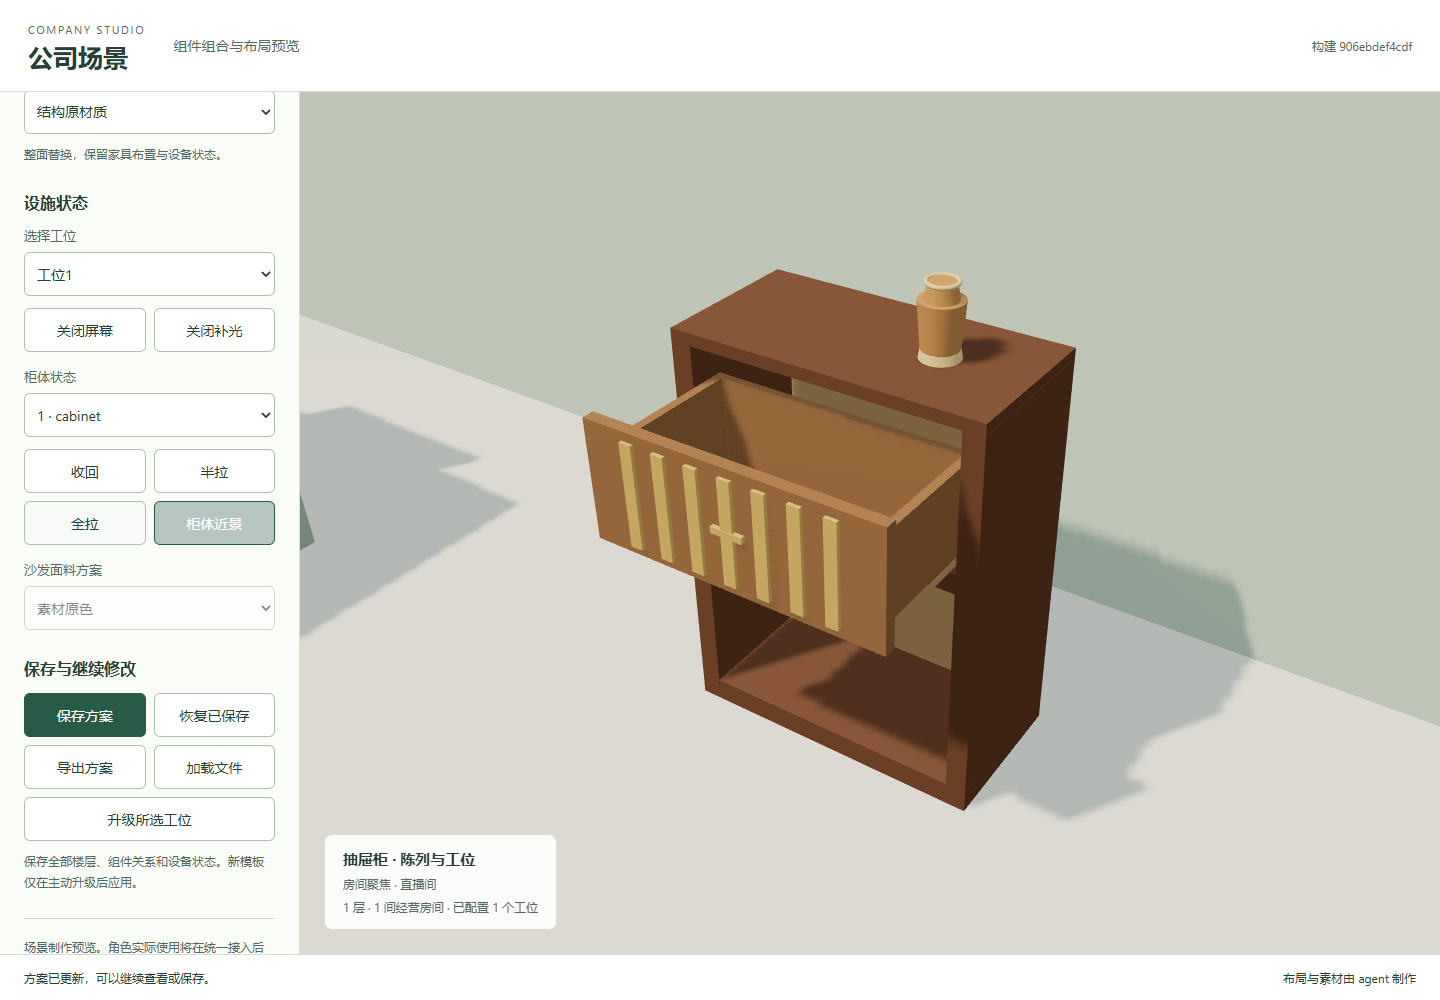 COMPANY STUDIO
公司场景
组件组合与布局预览
构建 906ebdef4cdf
结构原材质
整面替换，保留家具布置与设备状态。
设施状态
选择工位
工位1
关闭屏幕
关闭补光
柜体状态
1 · cabinet
收回
半拉
全拉
柜体近景
沙发面料方案
素材原色
保存与继续修改
保存方案
恢复已保存
导出方案
加载文件
升级所选工位
保存全部楼层、组件关系和设备状态。新模板
仅在主动升级后应用。
场景制作预览。角色实际使用将在统一接入后
抽屉柜 · 陈列与工位
房间聚焦 · 直播间
1 层 · 1 间经营房间 · 已配置 1 个工位
方案已更新，可以继续查看或保存。
布局与素材由 agent 制作